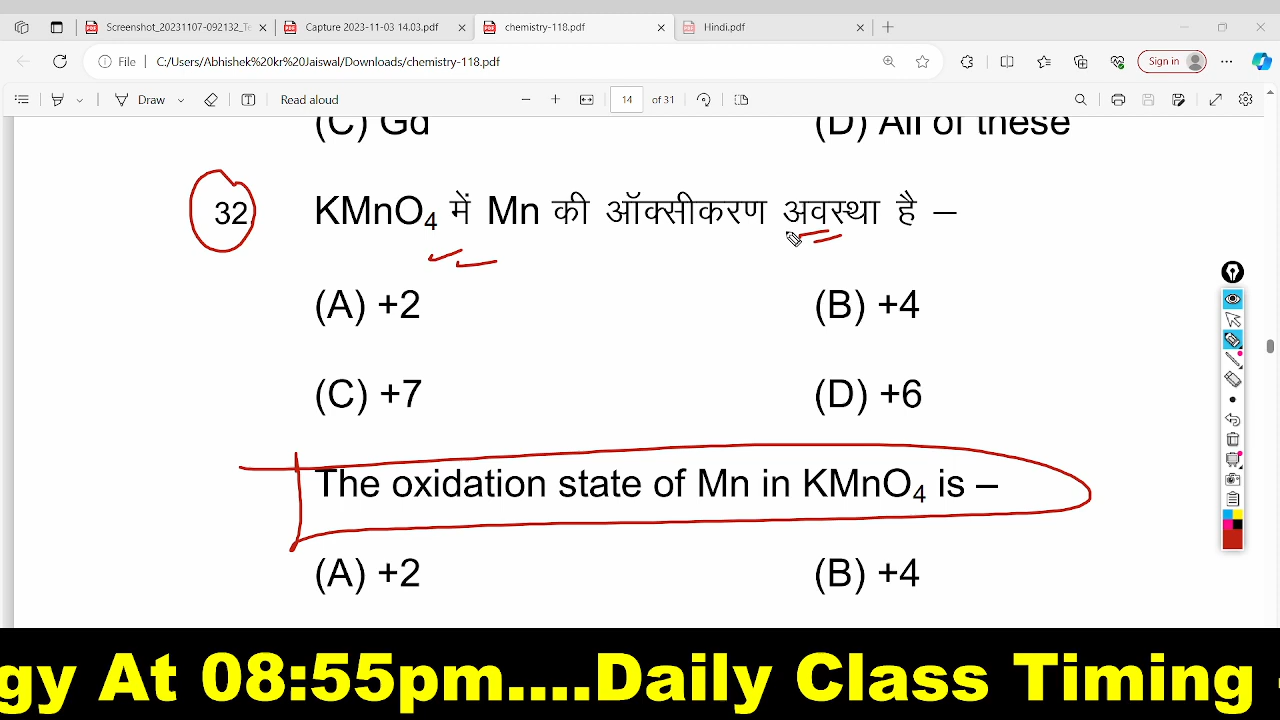 Screenshot_20231107-092132_Te
Capture 2023-11-03 14.03.pdf
chemistry-118.pdf
Hindi.pdf
File C:/Users/Abhishek%20kr%20Jaiswal/Downloads/chemistry-118.pdf
Sign in
Draw Read aloud 14 of 31
(C) Gd (D) All of these
32 KMnO₄ में Mn की ऑक्सीकरण अवस्था है –
(A) +2 (B) +4
(C) +7 (D) +6
The oxidation state of Mn in KMnO₄ is –
(A) +2 (B) +4
gy At 08:55pm....Daily Class Timing